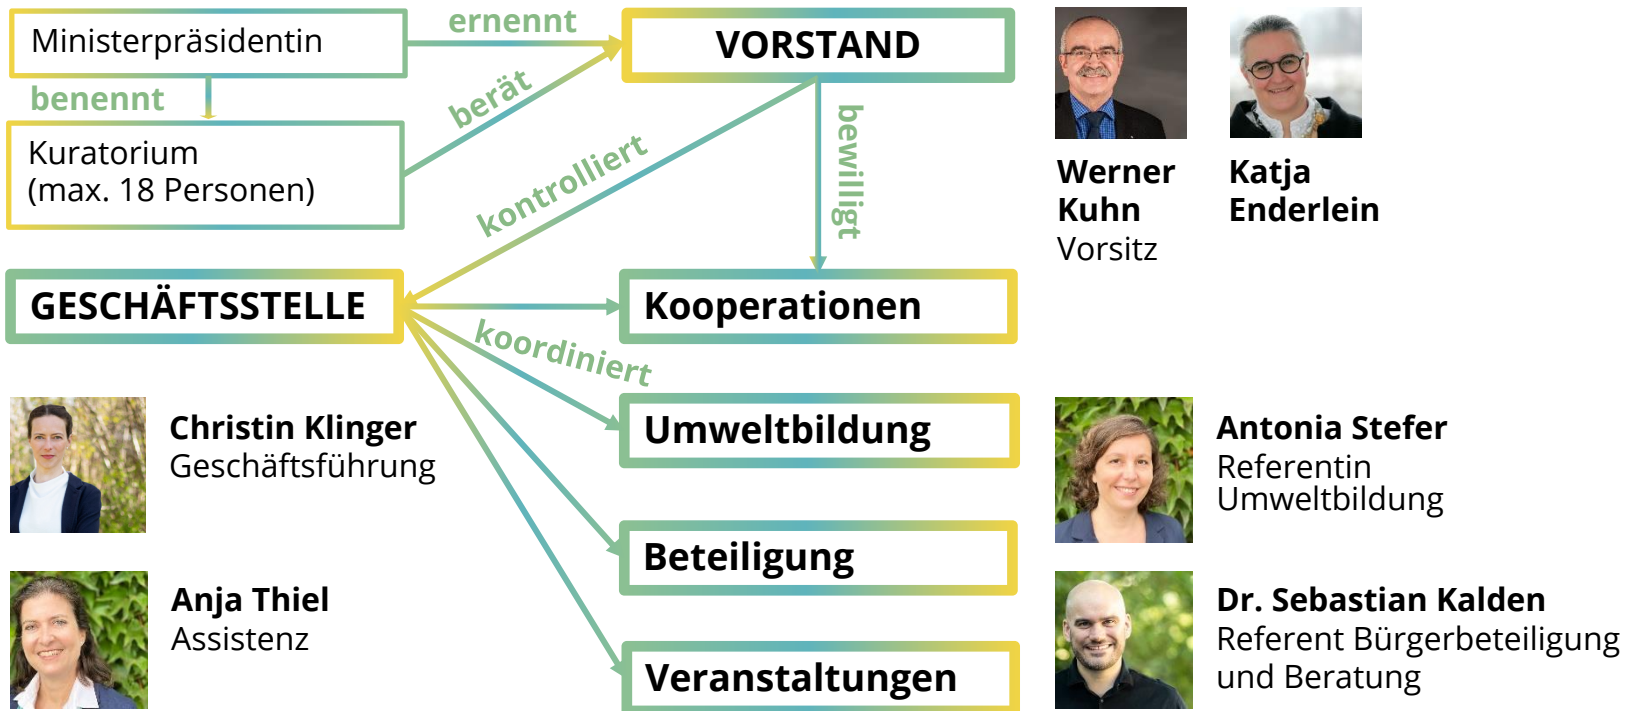 Ministerpräsidentin
ernennt
VORSTAND
benennt
berät
Kuratorium
(max. 18 Personen)
kontrolliert
bewilligt
Werner
Kuhn
Vorsitz
Katja
Enderlein
GESCHÄFTSSTELLE
Kooperationen
koordiniert
Umweltbildung
Christin Klinger
Geschäftsführung
Antonia Stefer
Referentin
Umweltbildung
Beteiligung
Anja Thiel
Assistenz
Dr. Sebastian Kalden
Referent Bürgerbeteiligung
und Beratung
Veranstaltungen